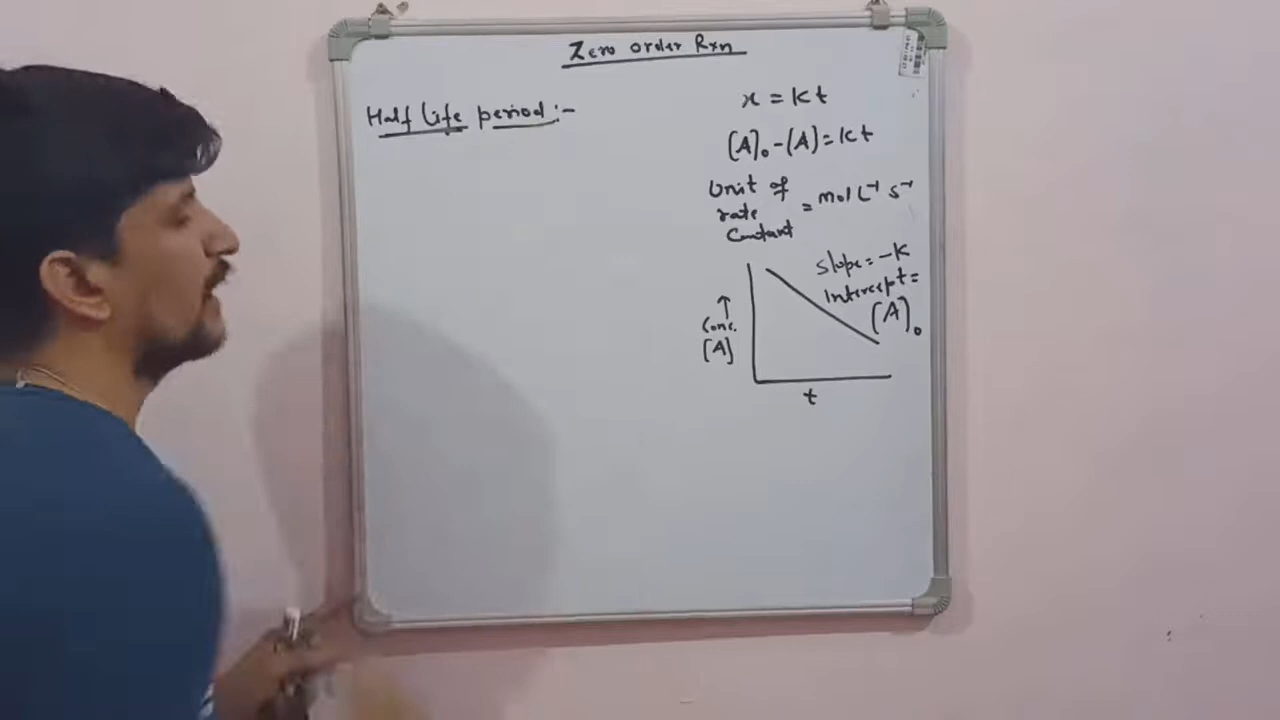 Zero order Rxn
Half life period:-
x = kt
[A]₀ - [A] = kt
Unit of rate Constant = mol L⁻¹ s⁻¹
slope = -K
Intercept = [A]₀
↑
Conc.
[A]
t